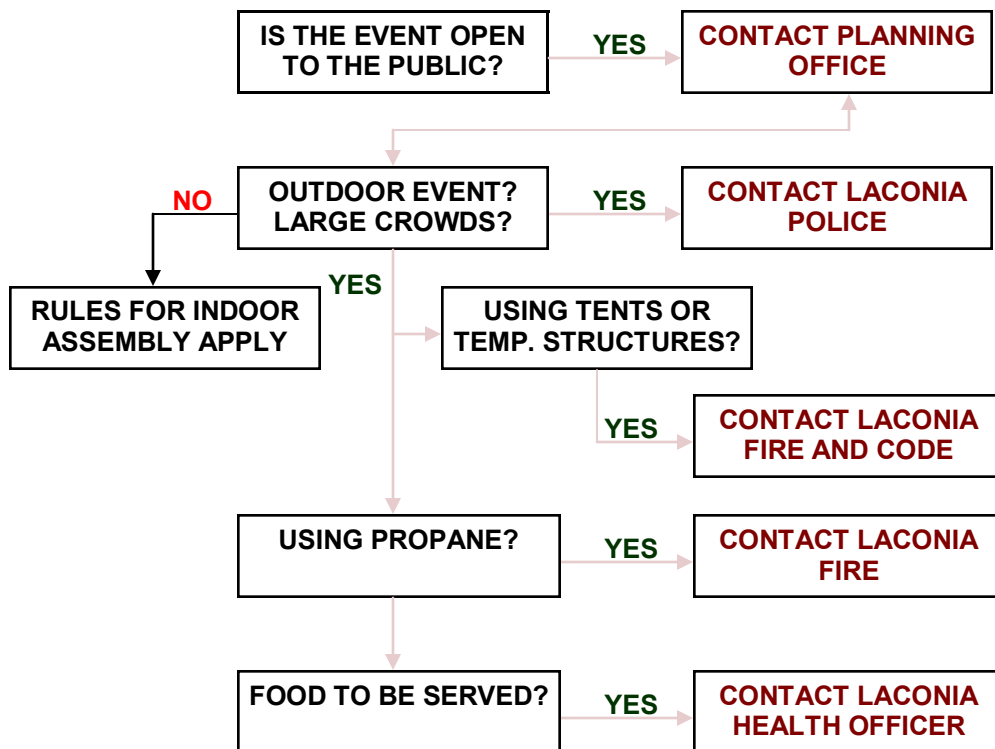 IS THE EVENT OPEN
TO THE PUBLIC?
YES
CONTACT PLANNING
OFFICE
NO
OUTDOOR EVENT?
LARGE CROWDS?
YES
CONTACT LACONIA
POLICE
YES
RULES FOR INDOOR
ASSEMBLY APPLY
USING TENTS OR
TEMP. STRUCTURES?
YES
CONTACT LACONIA
FIRE AND CODE
USING PROPANE?
YES
CONTACT LACONIA
FIRE
FOOD TO BE SERVED?
YES
CONTACT LACONIA
HEALTH OFFICER